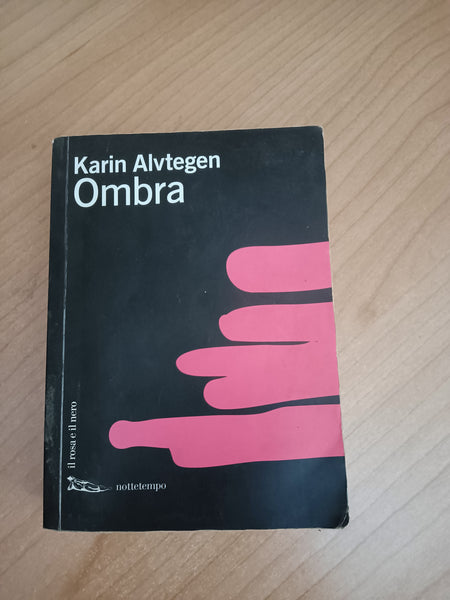 Karin Alvtegen
Ombra
il rosa e il nero
nottetempo